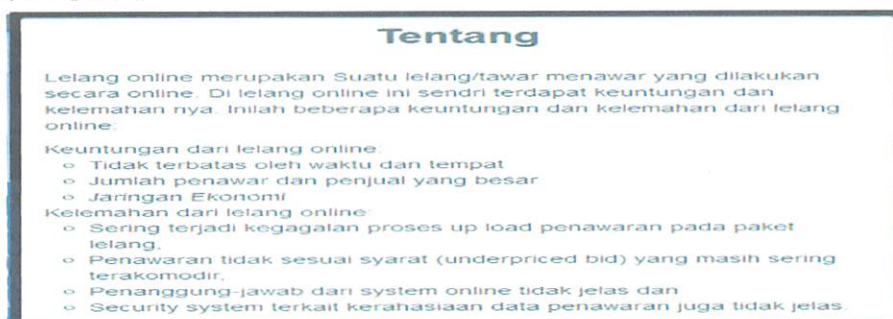 Tentang
Lelang online merupakan Suatu lelang/tawar menawar yang dilakukan
secara online. Di lelang online ini sendri terdapat keuntungan dan
kelemahan nya. Inilah beberapa keuntungan dan kelemahan dari lelang
online:
Keuntungan dari lelang online:
○ Tidak terbatas oleh waktu dan tempat
○ Jumlah penawar dan penjual yang besar
○ Jaringan Ekonomi
Kelemahan dari lelang online:
○ Sering terjadi kegagalan proses up load penawaran pada paket
lelang,
○ Penawaran tidak sesuai syarat (underpriced bid) yang masih sering
terakomodir,
○ Penanggung-jawab dari system online tidak jelas dan
○ Security system terkait kerahasiaan data penawaran juga tidak jelas.